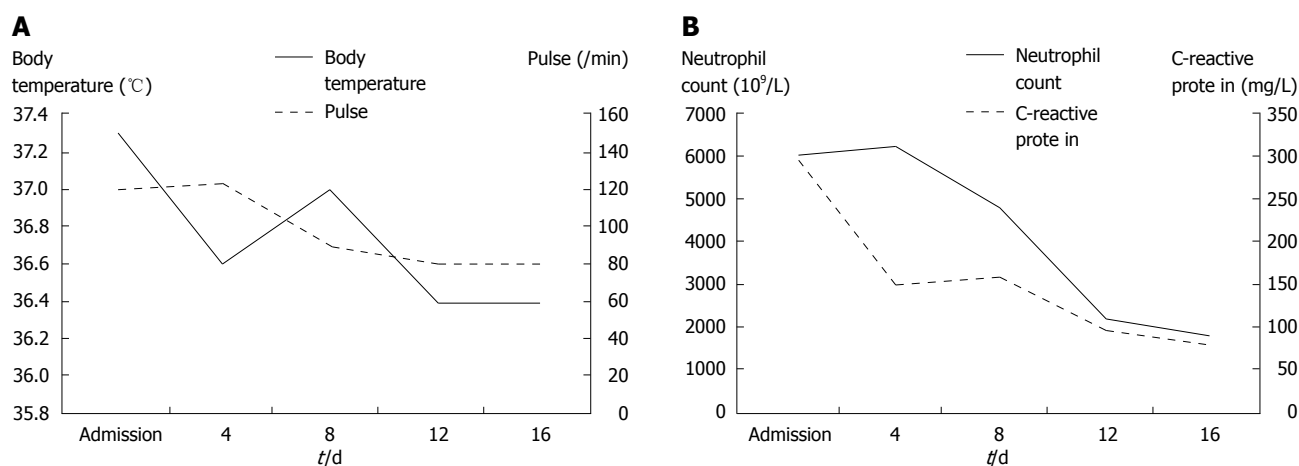 A
Body
temperature (℃)
Body
temperature
Pulse
Pulse (/min)
37.4
37.2
37.0
36.8
36.6
36.4
36.2
36.0
35.8
160
140
120
100
80
60
40
20
0
Admission 4 8 12 16
t/d
B
Neutrophil
count (10⁹/L)
Neutrophil
count
C-reactive
prote in
C-reactive
prote in (mg/L)
7000
6000
5000
4000
3000
2000
1000
0
350
300
250
200
150
100
50
0
Admission 4 8 12 16
t/d